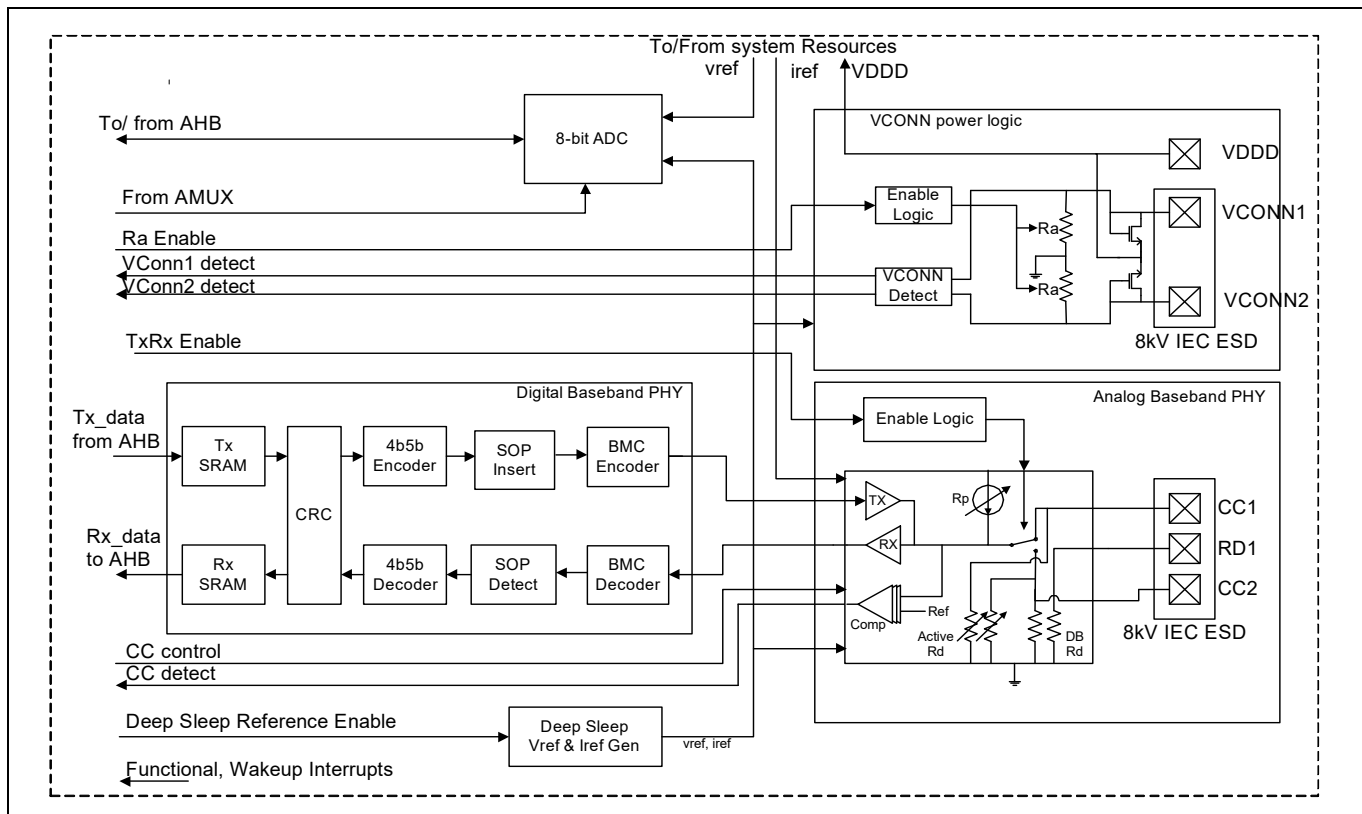 To/From system Resources
vref
iref
VDDD
To/ from AHB
8-bit ADC
From AMUX
Ra Enable
VConn1 detect
VConn2 detect
VCONN power logic
Enable
Logic
VCONN
Detect
Ra
Ra
VDDD
VCONN1
VCONN2
8kV IEC ESD
TxRx Enable
Digital Baseband PHY
Tx_data
from AHB
Tx
SRAM
CRC
4b5b
Encoder
SOP
Insert
BMC
Encoder
Rx_data
to AHB
Rx
SRAM
4b5b
Decoder
SOP
Detect
BMC
Decoder
Analog Baseband PHY
Enable Logic
TX
RX
Rp
Comp
Ref
Active
Rd
DB
Rd
CC1
RD1
CC2
8kV IEC ESD
CC control
CC detect
Deep Sleep Reference Enable
Deep Sleep
Vref & Iref Gen
vref, iref
Functional, Wakeup Interrupts